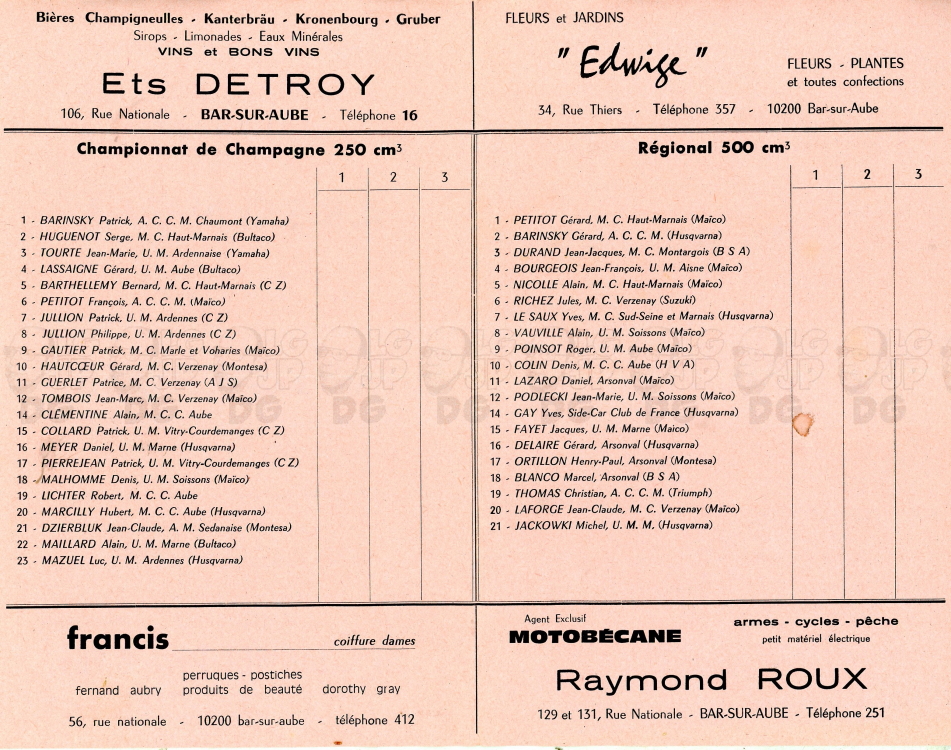 Bières Champigneulles - Kanterbräu - Kronenbourg - Gruber
Sirops - Limonades - Eaux Minérales
VINS et BONS VINS
Ets DETROY
106, Rue Nationale - BAR-SUR-AUBE - Téléphone 16
FLEURS et JARDINS
" Edwige "
FLEURS - PLANTES
et toutes confections
34, Rue Thiers - Téléphone 357 - 10200 Bar-sur-Aube
Championnat de Champagne 250 cm³
1 2 3
1 - BARINSKY Patrick, A. C. C. M. Chaumont (Yamaha)
2 - HUGUENOT Serge, M. C. Haut-Marnais (Bultaco)
3 - TOURTE Jean-Marie, U. M. Ardennaise (Yamaha)
4 - LASSAIGNE Gérard, U. M. Aube (Bultaco)
5 - BARTHELLEMY Bernard, M. C. Haut-Marnais (C Z)
6 - PETITOT François, A. C. C. M. (Maïco)
7 - JULLION Patrick, U. M. Ardennes (C Z)
8 - JULLION Philippe, U. M. Ardennes (C Z)
9 - GAUTIER Patrick, M. C. Marle et Voharies (Maïco)
10 - HAUTCŒUR Gérard, M. C. Verzenay (Montesa)
11 - GUERLET Patrice, M. C. Verzenay (A J S)
12 - TOMBOIS Jean-Marc, M. C. Verzenay (Maïco)
14 - CLÉMENTINE Alain, M. C. C. Aube
15 - COLLARD Patrick, U. M. Vitry-Courdemanges (C Z)
16 - MEYER Daniel, U. M. Marne (Husqvarna)
17 - PIERREJEAN Patrick, U. M. Vitry-Courdemanges (C Z)
18 - MALHOMME Denis, U. M. Soissons (Maïco)
19 - LICHTER Robert, M. C. C. Aube
20 - MARCILLY Hubert, M. C. C. Aube (Husqvarna)
21 - DZIERBLUK Jean-Claude, A. M. Sedanaise (Montesa)
22 - MAILLARD Alain, U. M. Marne (Bultaco)
23 - MAZUEL Luc, U. M. Ardennes (Husqvarna)
Régional 500 cm³
1 2 3
1 - PETITOT Gérard, M. C. Haut-Marnais (Maïco)
2 - BARINSKY Gérard, A. C. C. M. (Husqvarna)
3 - DURAND Jean-Jacques, M. C. Montargois (B S A)
4 - BOURGEOIS Jean-François, U. M. Aisne (Maïco)
5 - NICOLLE Alain, M. C. Haut-Marnais (Maïco)
6 - RICHEZ Jules, M. C. Verzenay (Suzuki)
7 - LE SAUX Yves, M. C. Sud-Seine et Marnais (Husqvarna)
8 - VAUVILLE Alain, U. M. Soissons (Maïco)
9 - POINSOT Roger, U. M. Aube (Maïco)
10 - COLIN Denis, M. C. C. Aube (H V A)
11 - LAZARO Daniel, Arsonval (Maïco)
12 - PODLECKI Jean-Marie, U. M. Soissons (Maïco)
14 - GAY Yves, Side-Car Club de France (Husqvarna)
15 - FAYET Jacques, U. M. Marne (Maico)
16 - DELAIRE Gérard, Arsonval (Husqvarna)
17 - ORTILLON Henry-Paul, Arsonval (Montesa)
18 - BLANCO Marcel, Arsonval (B S A)
19 - THOMAS Christian, A. C. C. M. (Triumph)
20 - LAFORGE Jean-Claude, M. C. Verzenay (Maïco)
21 - JACKOWKI Michel, U. M. M. (Husqvarna)
francis coiffure dames
perruques - postiches
fernand aubry produits de beauté dorothy gray
56, rue nationale - 10200 bar-sur-aube - téléphone 412
Agent Exclusif
MOTOBÉCANE
armes - cycles - pêche
petit matériel électrique
Raymond ROUX
129 et 131, Rue Nationale - BAR-SUR-AUBE - Téléphone 251